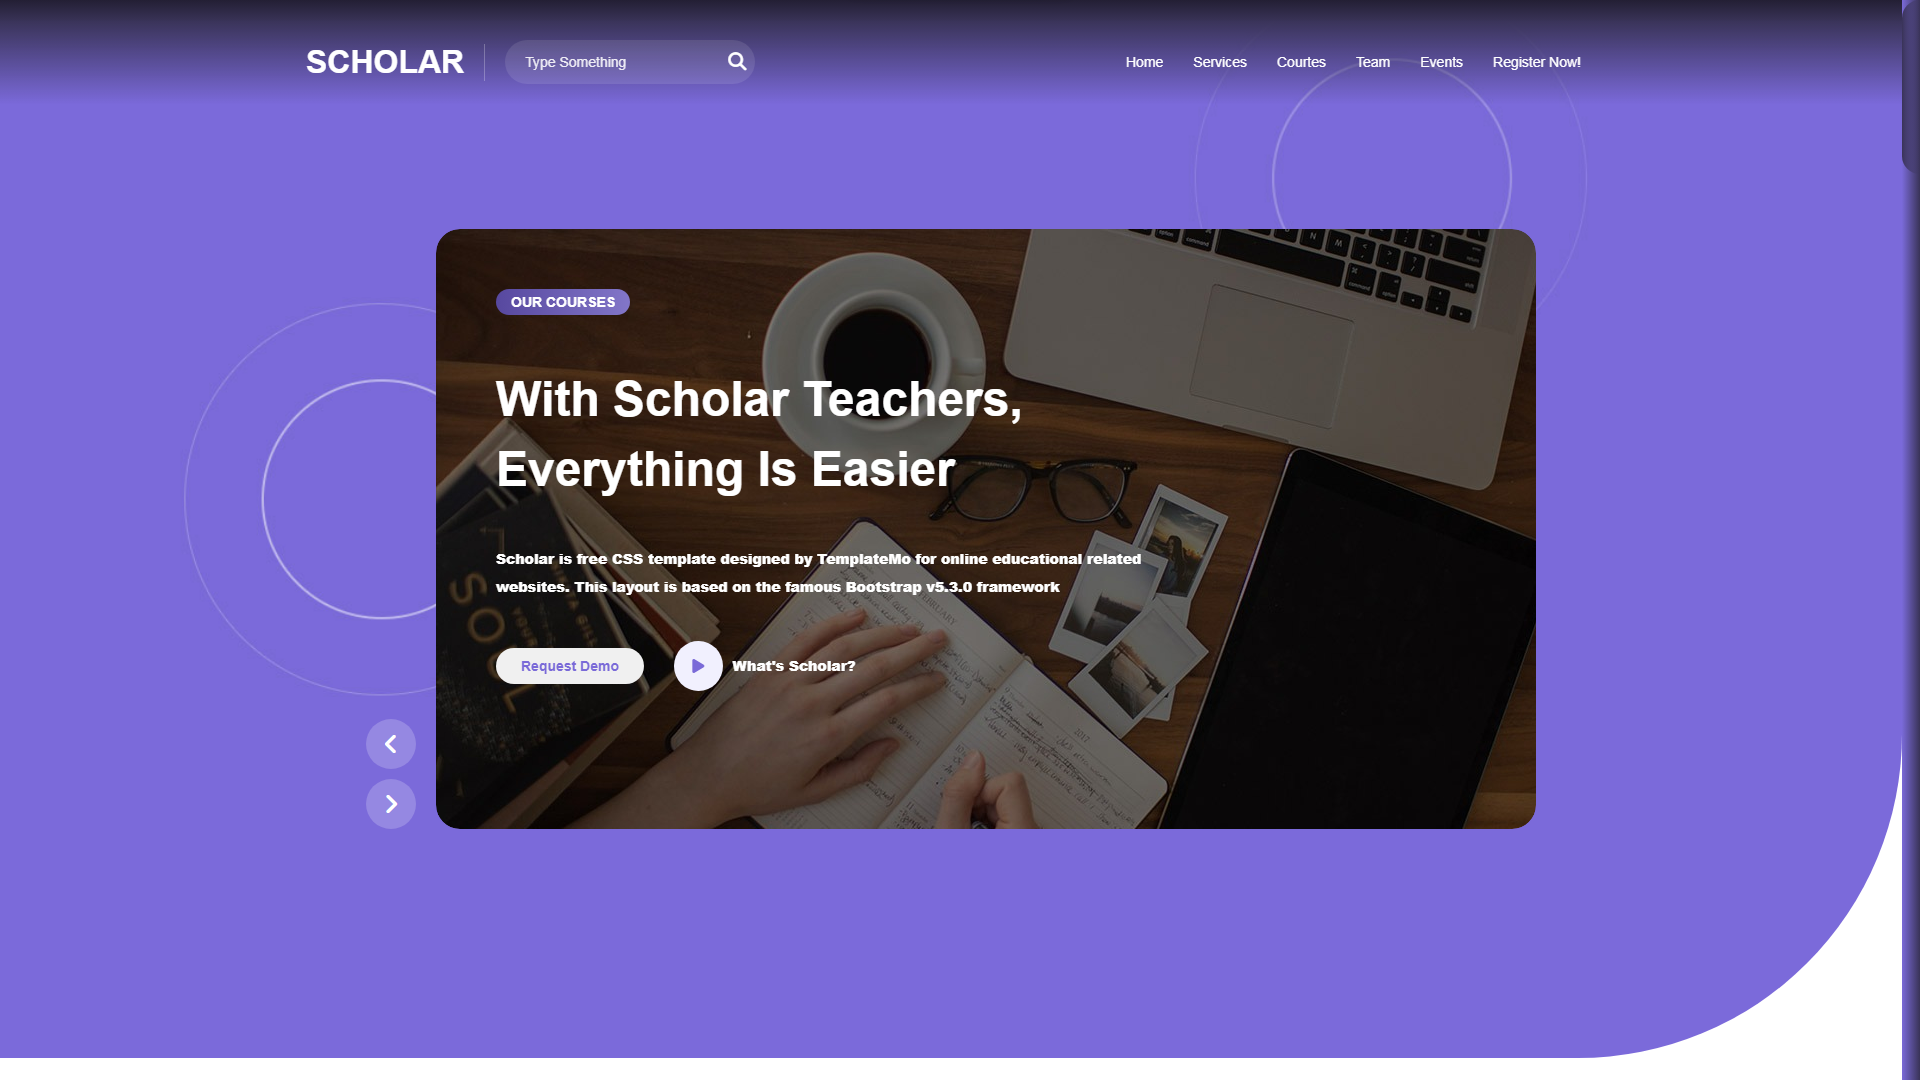 SCHOLAR
Type Something
Home Services Courtes Team Events Register Now!
OUR COURSES
With Scholar Teachers,
Everything Is Easier
Scholar is free CSS template designed by TemplateMo for online educational related
websites. This layout is based on the famous Bootstrap v5.3.0 framework
Request Demo
What's Scholar?